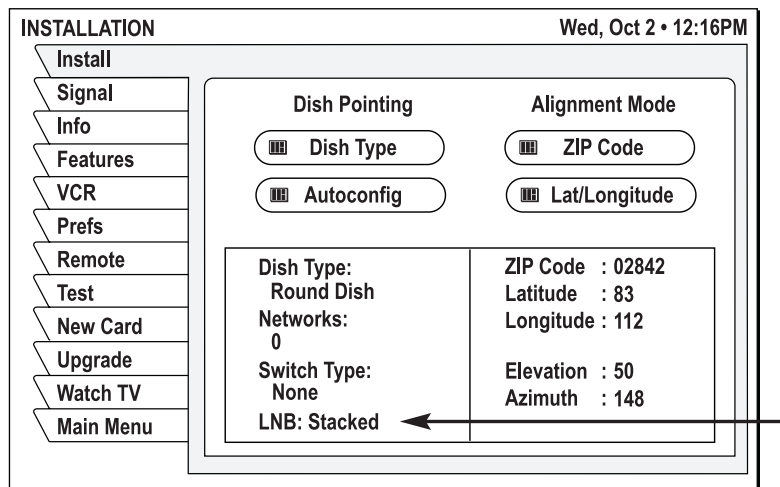 INSTALLATION
Wed, Oct 2 • 12:16PM
Install
Signal
Info
Features
VCR
Prefs
Remote
Test
New Card
Upgrade
Watch TV
Main Menu
Dish Pointing
Dish Type
Autoconfig
Alignment Mode
ZIP Code
Lat/Longitude
Dish Type:
Round Dish
Networks:
0
Switch Type:
None
LNB: Stacked
ZIP Code : 02842
Latitude : 83
Longitude : 112
Elevation : 50
Azimuth : 148